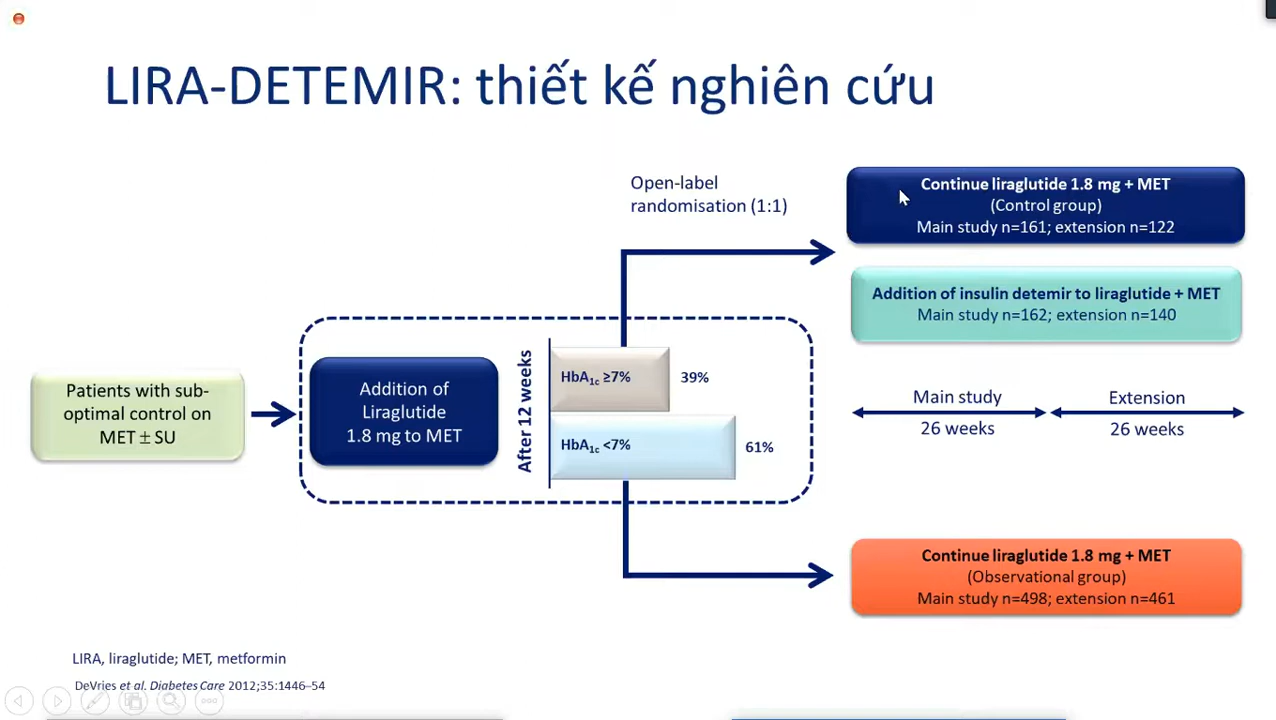 LIRA-DETEMIR: thiết kế nghiên cứu
Open-label
randomisation (1:1)
Continue liraglutide 1.8 mg + MET
(Control group)
Main study n=161; extension n=122
Addition of insulin detemir to liraglutide + MET
Main study n=162; extension n=140
Patients with sub-
optimal control on
MET ± SU
Addition of
Liraglutide
1.8 mg to MET
After 12 weeks
HbA1c ≥7%
39%
HbA1c <7%
61%
Main study
26 weeks
Extension
26 weeks
Continue liraglutide 1.8 mg + MET
(Observational group)
Main study n=498; extension n=461
LIRA, liraglutide; MET, metformin
DeVries et al. Diabetes Care 2012;35:1446–54